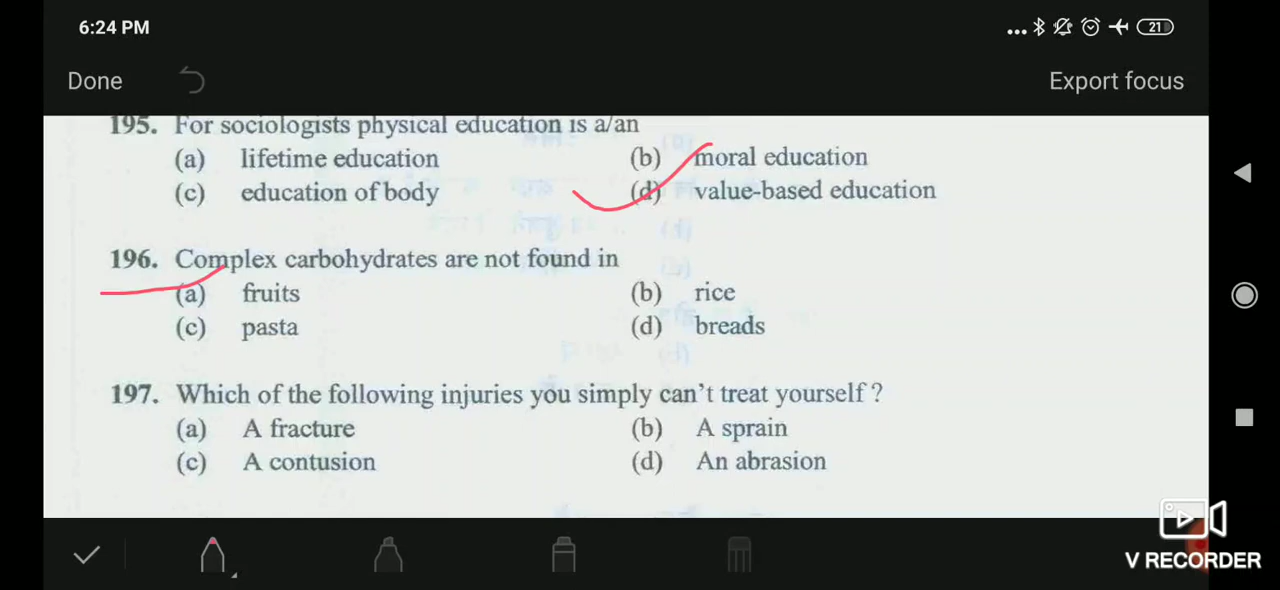 6:24 PM
21
Done
Export focus
195. For sociologists physical education is a/an
(a) lifetime education (b) moral education
(c) education of body (d) value-based education
196. Complex carbohydrates are not found in
(a) fruits (b) rice
(c) pasta (d) breads
197. Which of the following injuries you simply can't treat yourself ?
(a) A fracture (b) A sprain
(c) A contusion (d) An abrasion
V RECORDER